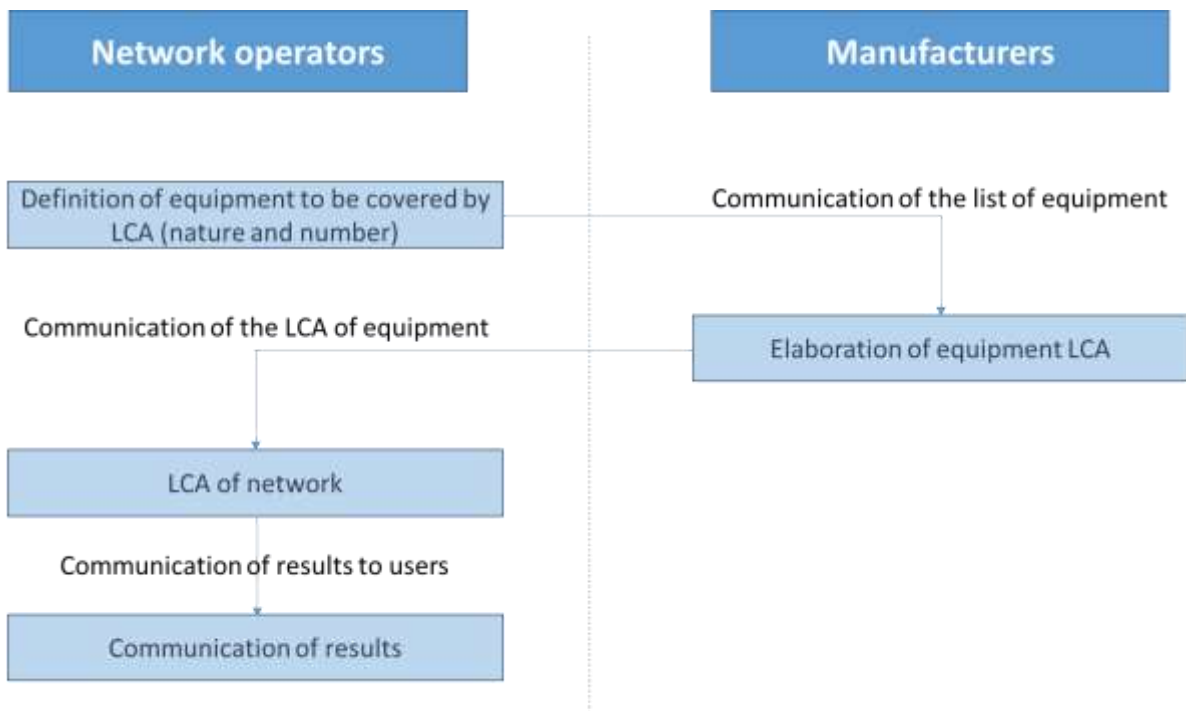 Network operators
Manufacturers
Definition of equipment to be covered by
LCA (nature and number)
Communication of the list of equipment
Communication of the LCA of equipment
Elaboration of equipment LCA
LCA of network
Communication of results to users
Communication of results